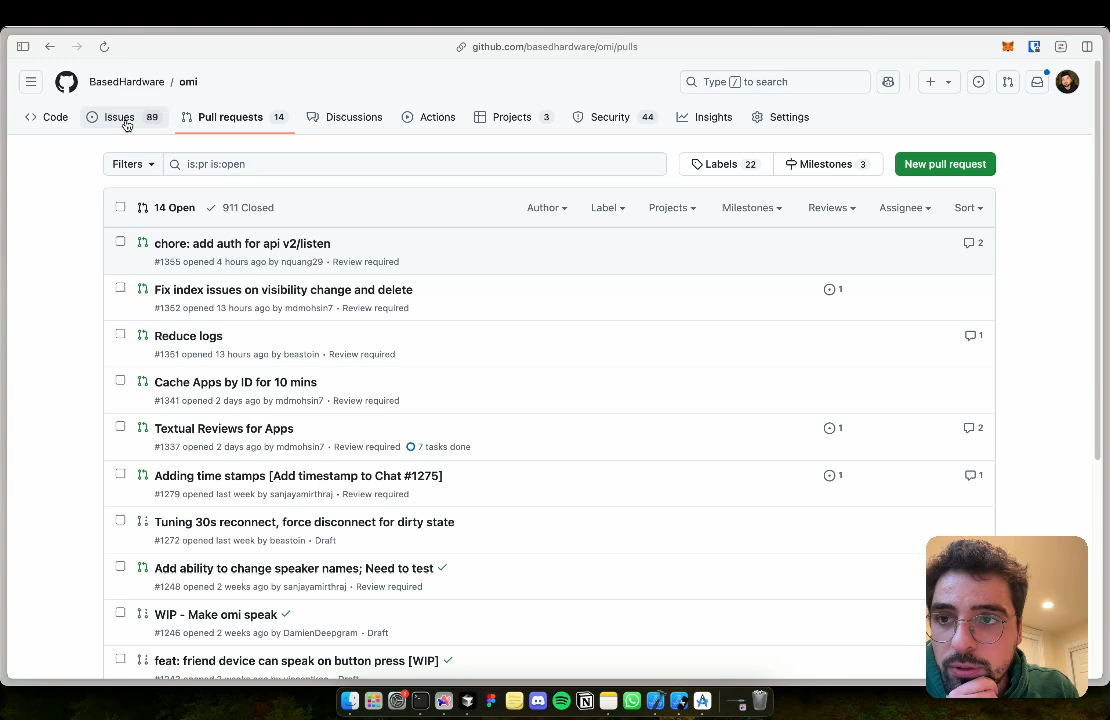 github.com/basedhardware/omi/pulls
BasedHardware / omi
Type / to search
Code
Issues 89
Pull requests 14
Discussions
Actions
Projects 3
Security 44
Insights
Settings
Filters
is:pr is:open
Labels 22
Milestones 3
New pull request
14 Open
911 Closed
Author
Label
Projects
Milestones
Reviews
Assignee
Sort
chore: add auth for api v2/listen
2
#1355 opened 4 hours ago by nquang29 • Review required
Fix index issues on visibility change and delete
1
#1352 opened 13 hours ago by mdmohsin7 • Review required
Reduce logs
1
#1351 opened 13 hours ago by beastoin • Review required
Cache Apps by ID for 10 mins
#1341 opened 2 days ago by mdmohsin7 • Review required
Textual Reviews for Apps
1
2
#1337 opened 2 days ago by mdmohsin7 • Review required 7 tasks done
Adding time stamps [Add timestamp to Chat #1275]
1
1
#1279 opened last week by sanjayamirthraj • Review required
Tuning 30s reconnect, force disconnect for dirty state
#1272 opened last week by beastoin • Draft
Add ability to change speaker names; Need to test
#1248 opened 2 weeks ago by sanjayamirthraj • Review required
WIP - Make omi speak
#1246 opened 2 weeks ago by DamienDeepgram • Draft
feat: friend device can speak on button press [WIP]